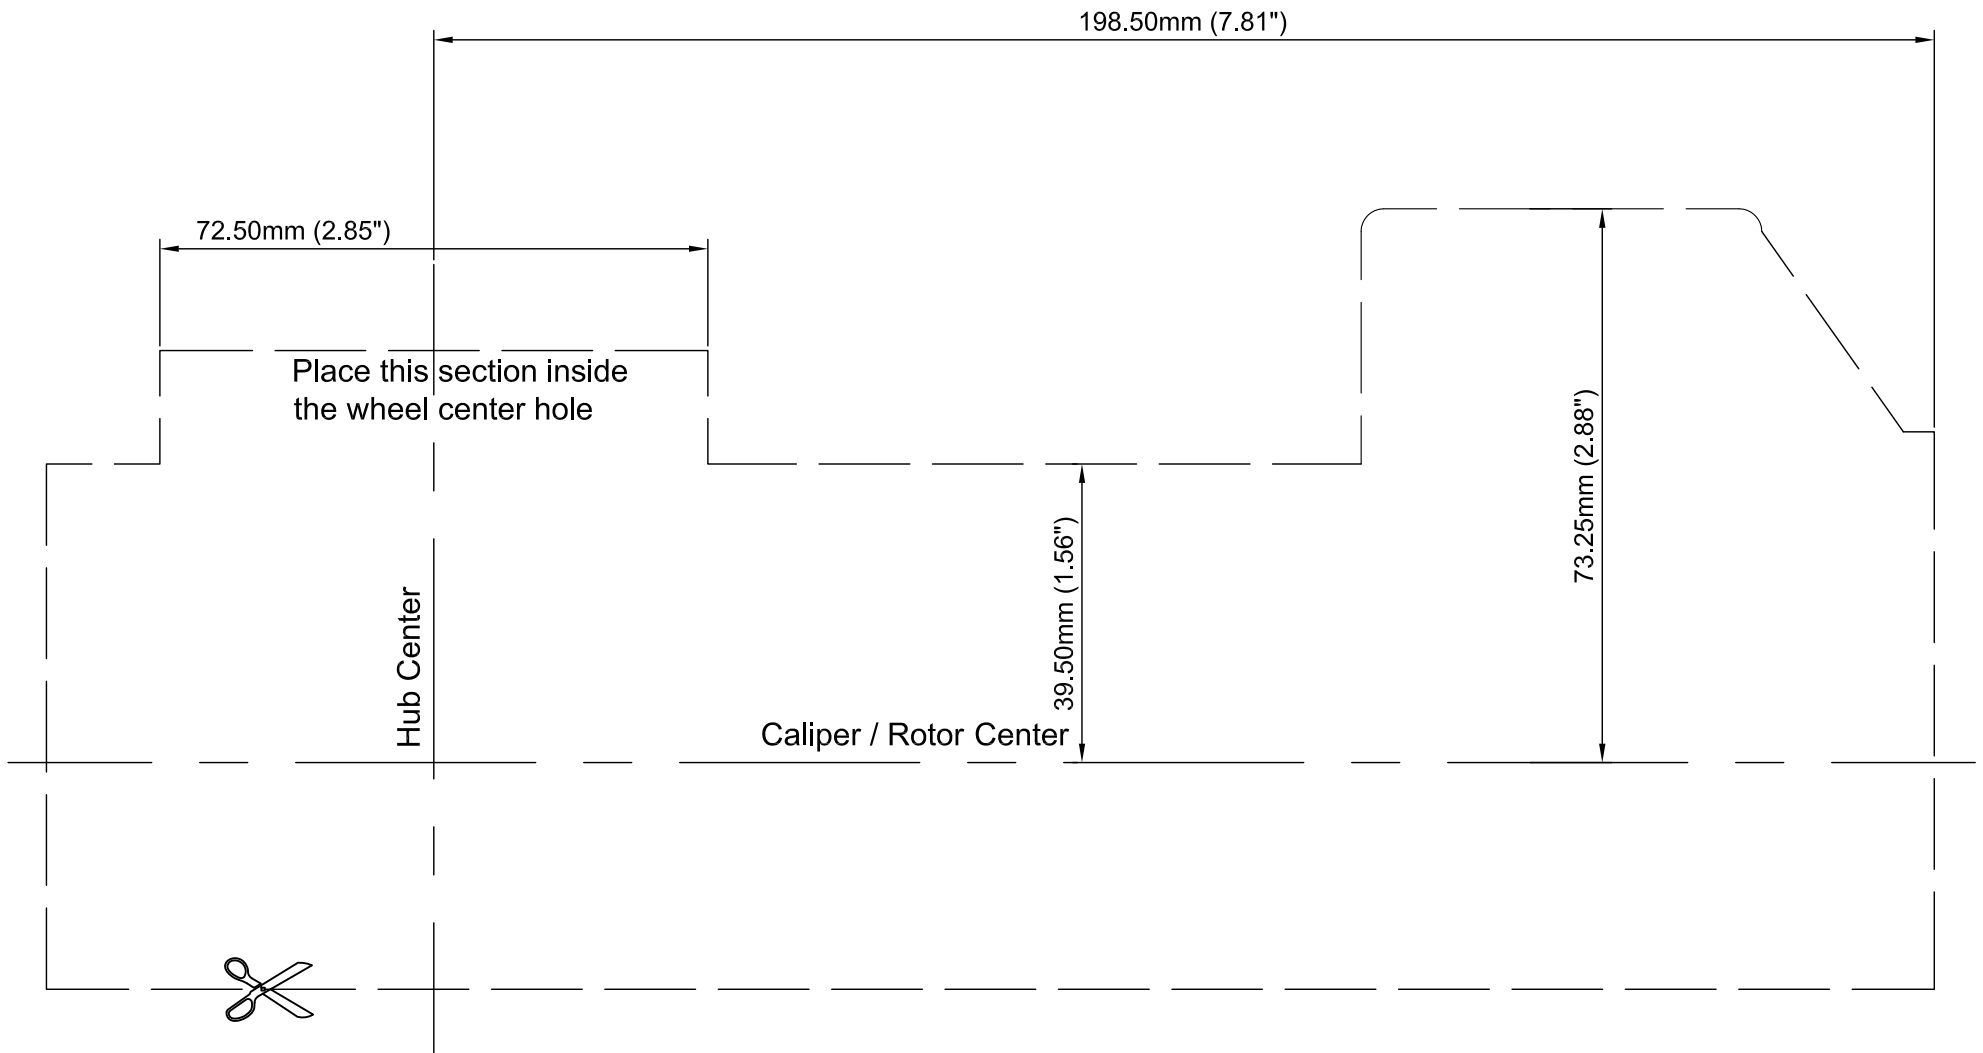 198.50mm (7.81")
72.50mm (2.85")
Place this section inside
the wheel center hole
73.25mm (2.88")
39.50mm (1.56")
Hub Center
Caliper / Rotor Center